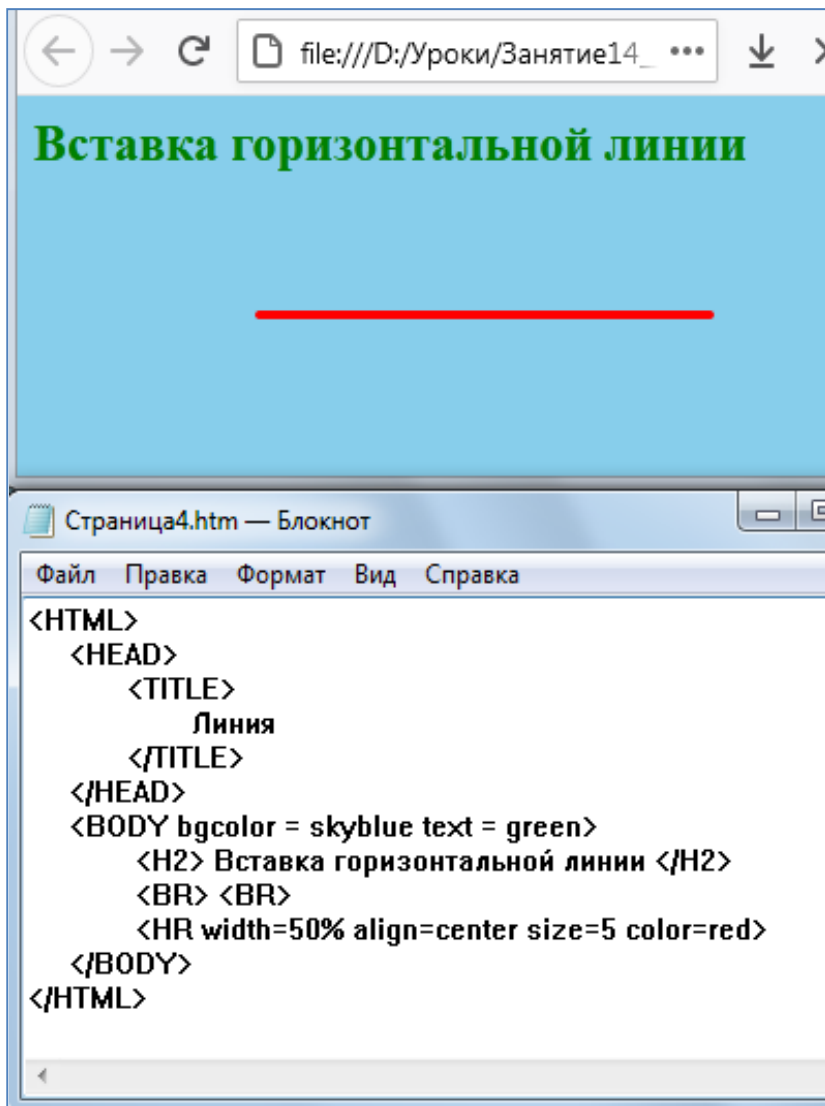 file:///D:/Уроки/Занятие14_ •••
Вставка горизонтальной линии
Страница4.htm — Блокнот
Файл Правка Формат Вид Справка
<HTML>
<HEAD>
<TITLE>
Линия
</TITLE>
</HEAD>
<BODY bgcolor = skyblue text = green>
<H2> Вставка горизонтальной линии </H2>
<BR> <BR>
<HR width=50% align=center size=5 color=red>
</BODY>
</HTML>